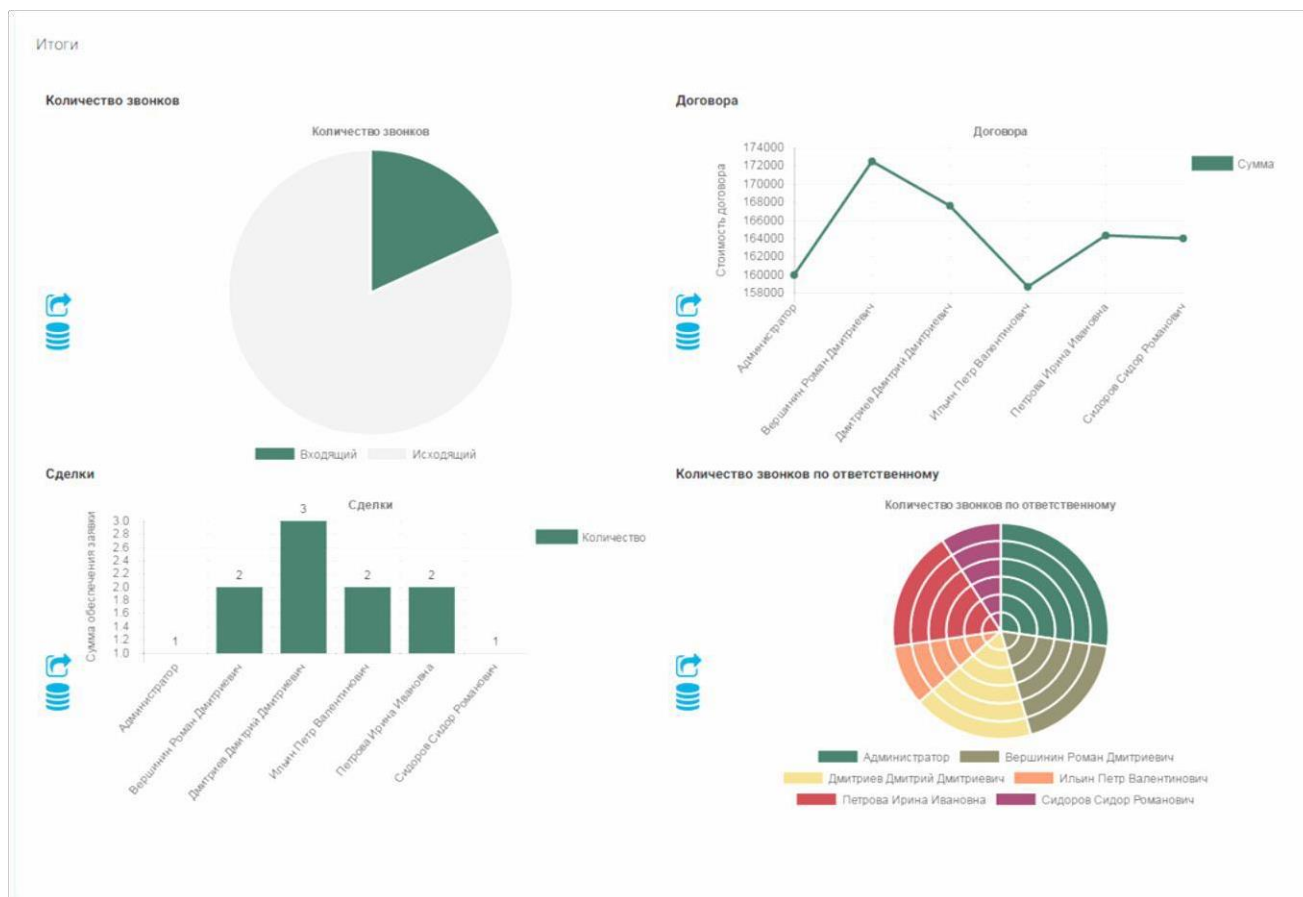 Итоги
Количество звонков
Количество звонков
Входящий
Исходящий
Договора
Договора
Стоимость договора
174000
172000
170000
168000
166000
164000
162000
160000
158000
Сумма
Администратор
Вершинин Роман Дмитриевич
Дмитриев Дмитрий Дмитриевич
Ильин Петр Валентинович
Петрова Ирина Ивановна
Сидоров Сидор Романович
Сделки
Сделки
Сумма обеспечения заявки
3.0
2.8
2.6
2.4
2.2
2.0
1.8
1.6
1.4
1.2
1.0
1
2
3
2
2
1
Количество
Администратор
Вершинин Роман Дмитриевич
Дмитриев Дмитрий Дмитриевич
Ильин Петр Валентинович
Петрова Ирина Ивановна
Сидоров Сидор Романович
Количество звонков по ответственному
Количество звонков по ответственному
Администратор
Вершинин Роман Дмитриевич
Дмитриев Дмитрий Дмитриевич
Ильин Петр Валентинович
Петрова Ирина Ивановна
Сидоров Сидор Романович